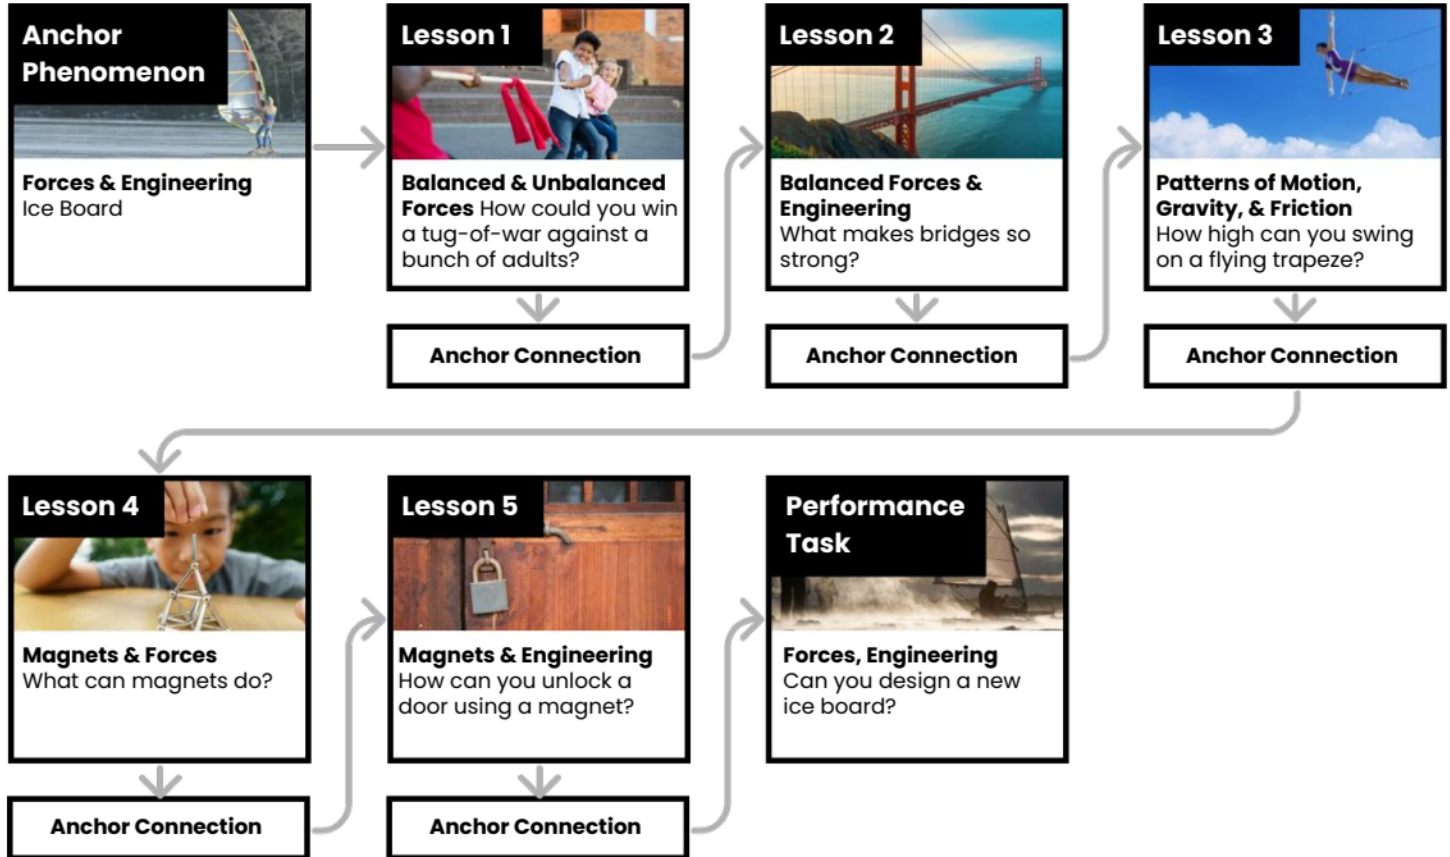 Anchor
Phenomenon
Forces & Engineering
Ice Board
Lesson 1
Balanced & Unbalanced
Forces How could you win
a tug-of-war against a
bunch of adults?
Anchor Connection
Lesson 2
Balanced Forces &
Engineering
What makes bridges so
strong?
Anchor Connection
Lesson 3
Patterns of Motion,
Gravity, & Friction
How high can you swing
on a flying trapeze?
Anchor Connection
Lesson 4
Magnets & Forces
What can magnets do?
Anchor Connection
Lesson 5
Magnets & Engineering
How can you unlock a
door using a magnet?
Anchor Connection
Performance
Task
Forces, Engineering
Can you design a new
ice board?